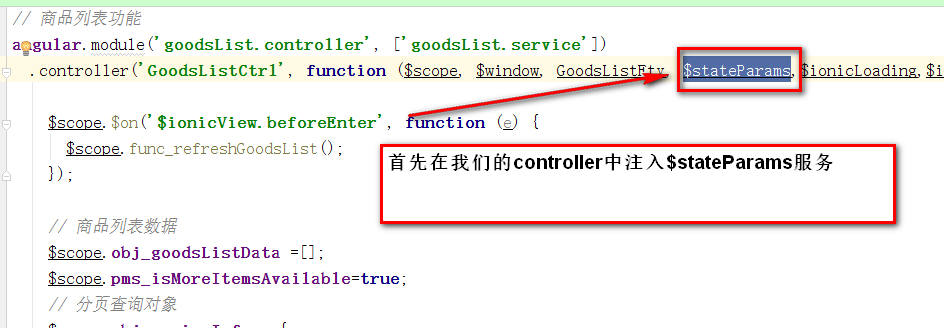 // 商品列表功能
angular.module('goodsList.controller', ['goodsList.service'])
.controller('GoodsListCtrl', function ($scope, $window, GoodsListFty, $stateParams,$ionicLoading,$i
$scope.$on('$ionicView.beforeEnter', function (e) {
$scope.func_refreshGoodsList();
});
首先在我们的controller中注入$stateParams服务
// 商品列表数据
$scope.obj_goodsListData =[];
$scope.pms_isMoreItemsAvailable=true;
// 分页查询对象